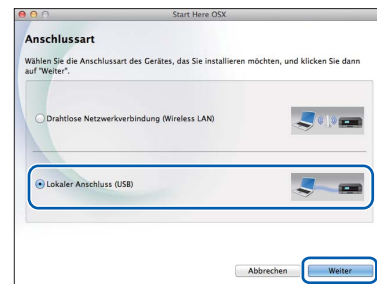 Start Here OSX
Anschlussart
Wählen Sie die Anschlussart des Gerätes, das Sie installieren möchten, und klicken Sie dann
auf "Weiter".
Drahtlose Netzwerkverbindung (Wireless LAN)
Lokaler Anschluss (USB)
Abbrechen
Weiter